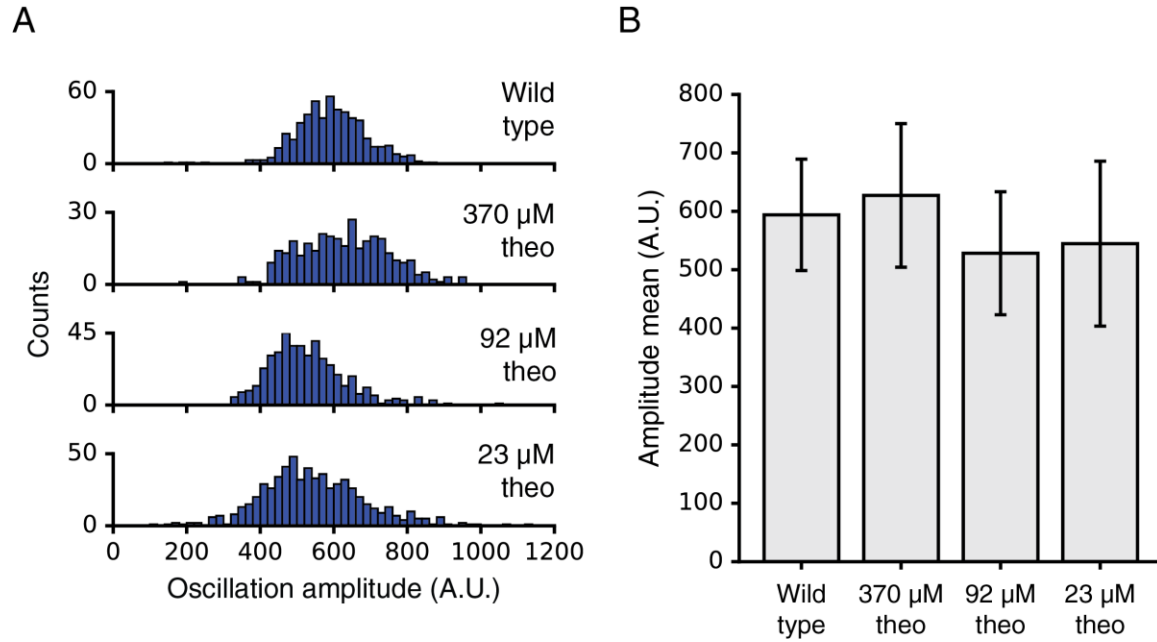 A
Counts
60
0
Wild
type
30
0
370 µM
theo
45
0
92 µM
theo
50
0
23 µM
theo
0 200 400 600 800 1000 1200
Oscillation amplitude (A.U.)
B
Amplitude mean (A.U.)
800
700
600
500
400
300
200
100
0
Wild type
370 µM theo
92 µM theo
23 µM theo